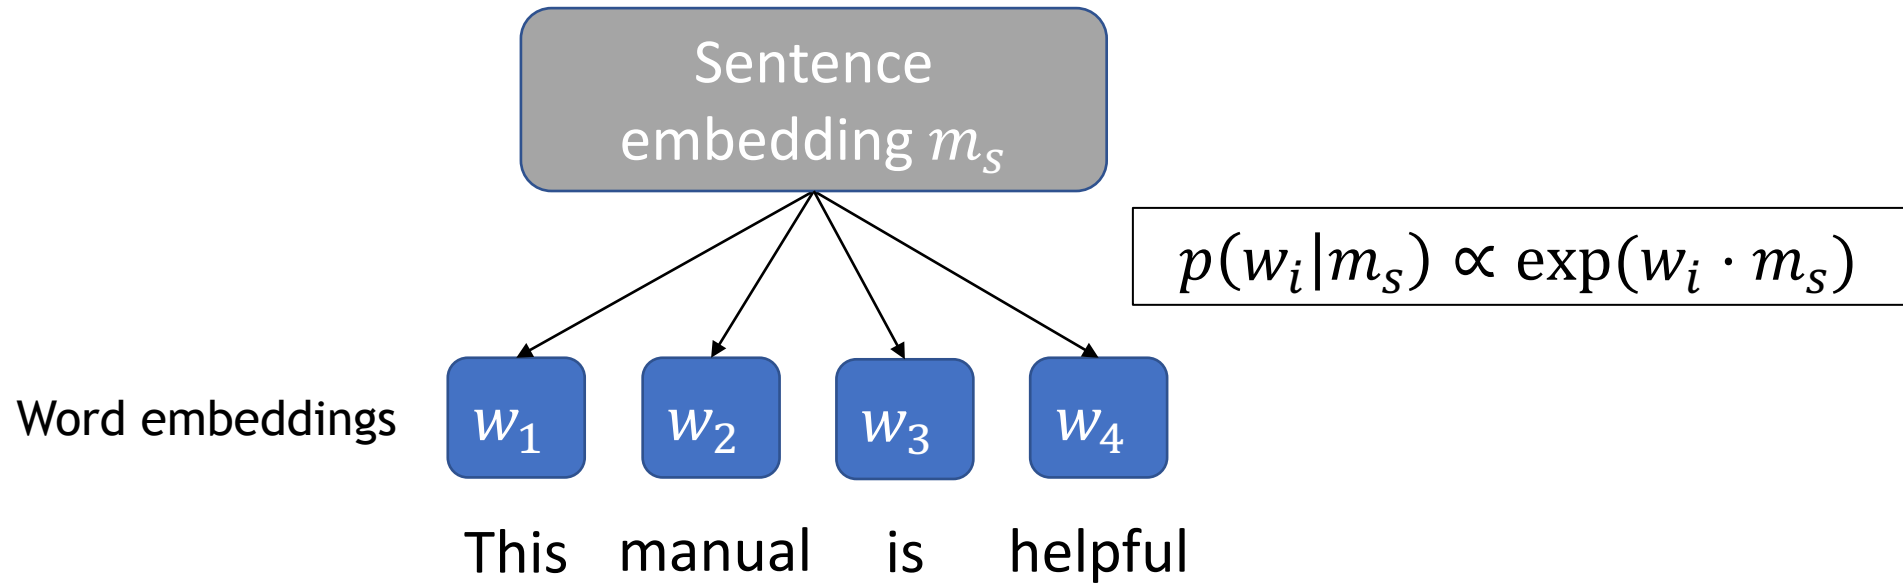 Sentence
embedding m_s
p(w_i|m_s) ∝ exp(w_i · m_s)
Word embeddings w_1 w_2 w_3 w_4
This manual is helpful